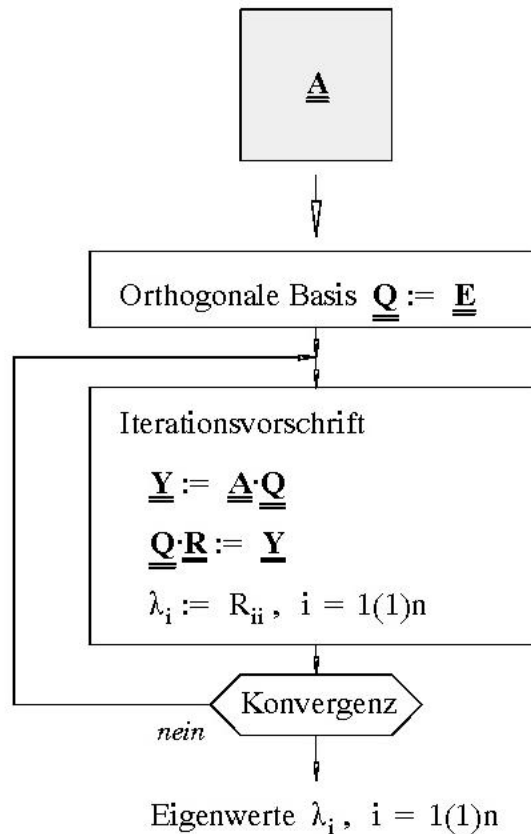 A
Orthogonale Basis Q := E
Iterationsvorschrift
Y := A·Q
Q·R := Y
λi := Rii , i = 1(1)n
Konvergenz
nein
Eigenwerte λi , i = 1(1)n